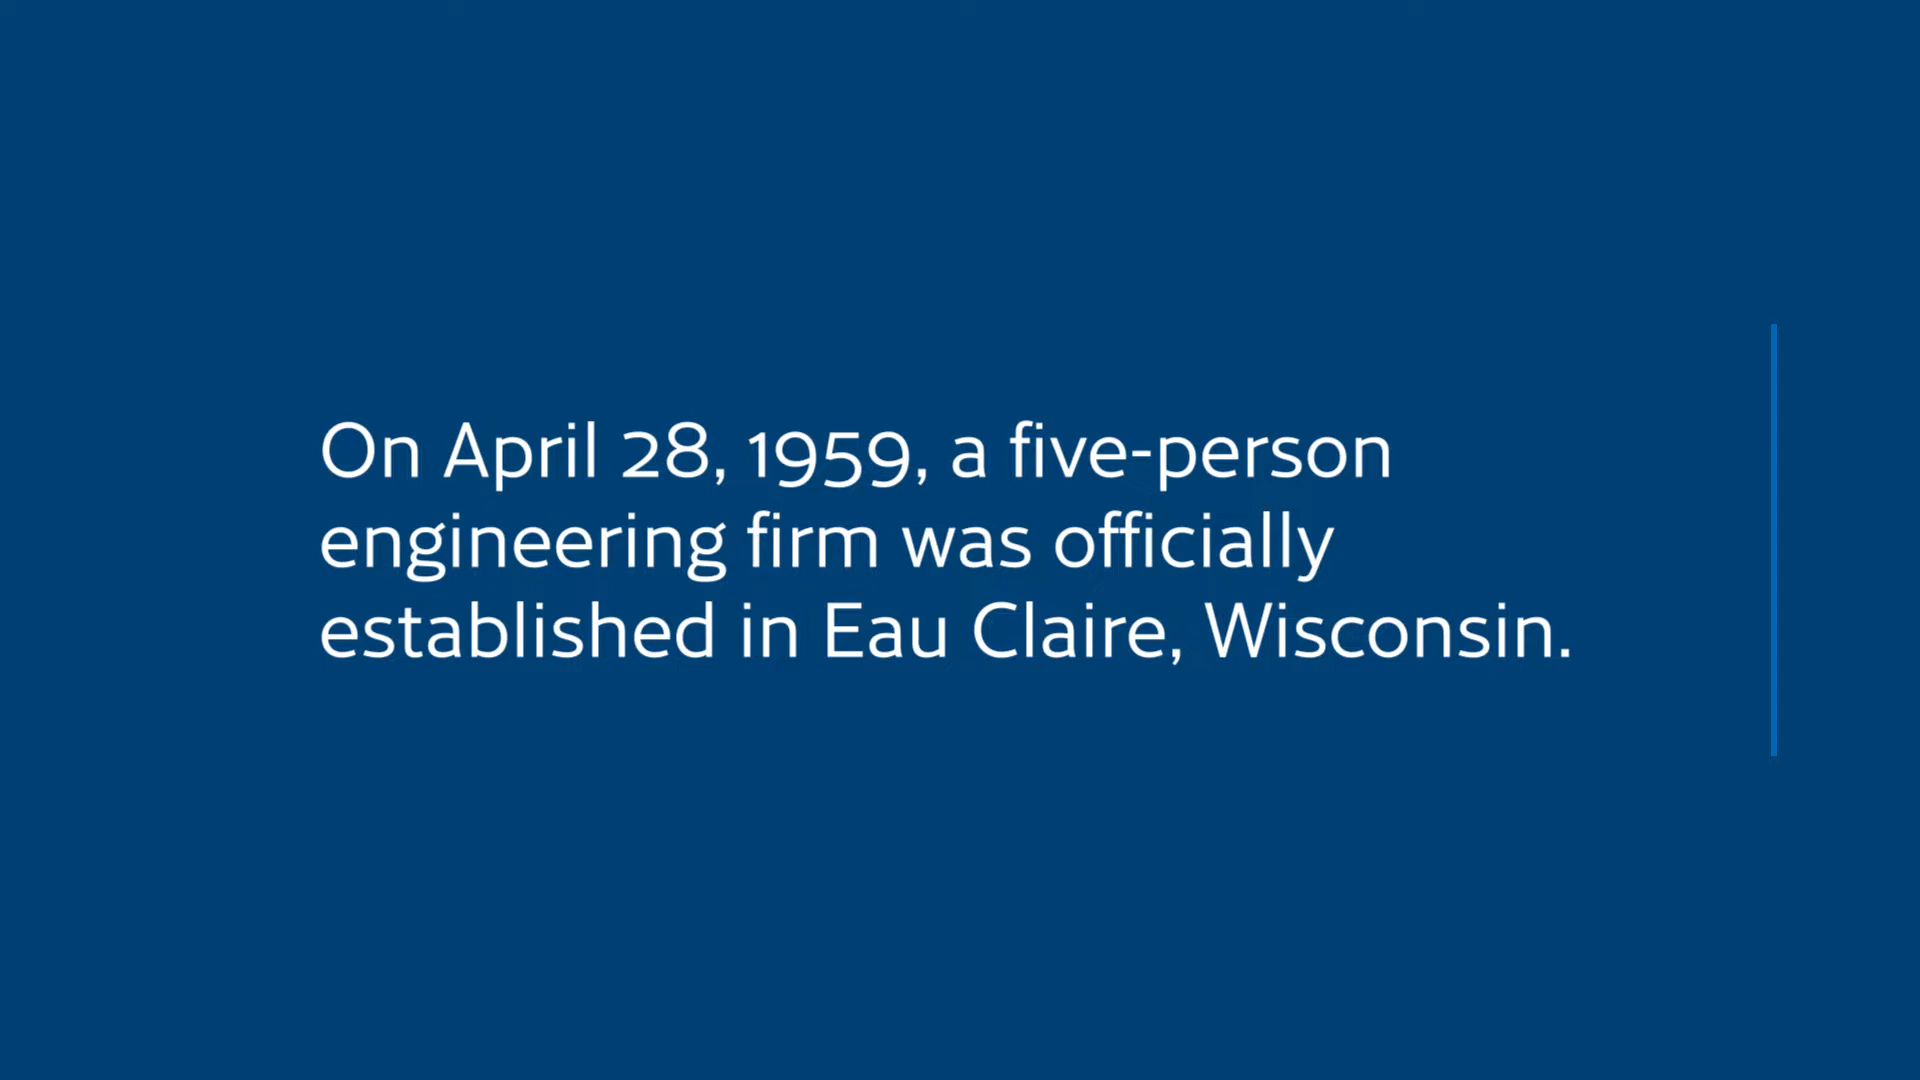 On April 28, 1959, a five-person
engineering firm was officially
established in Eau Claire, Wisconsin.